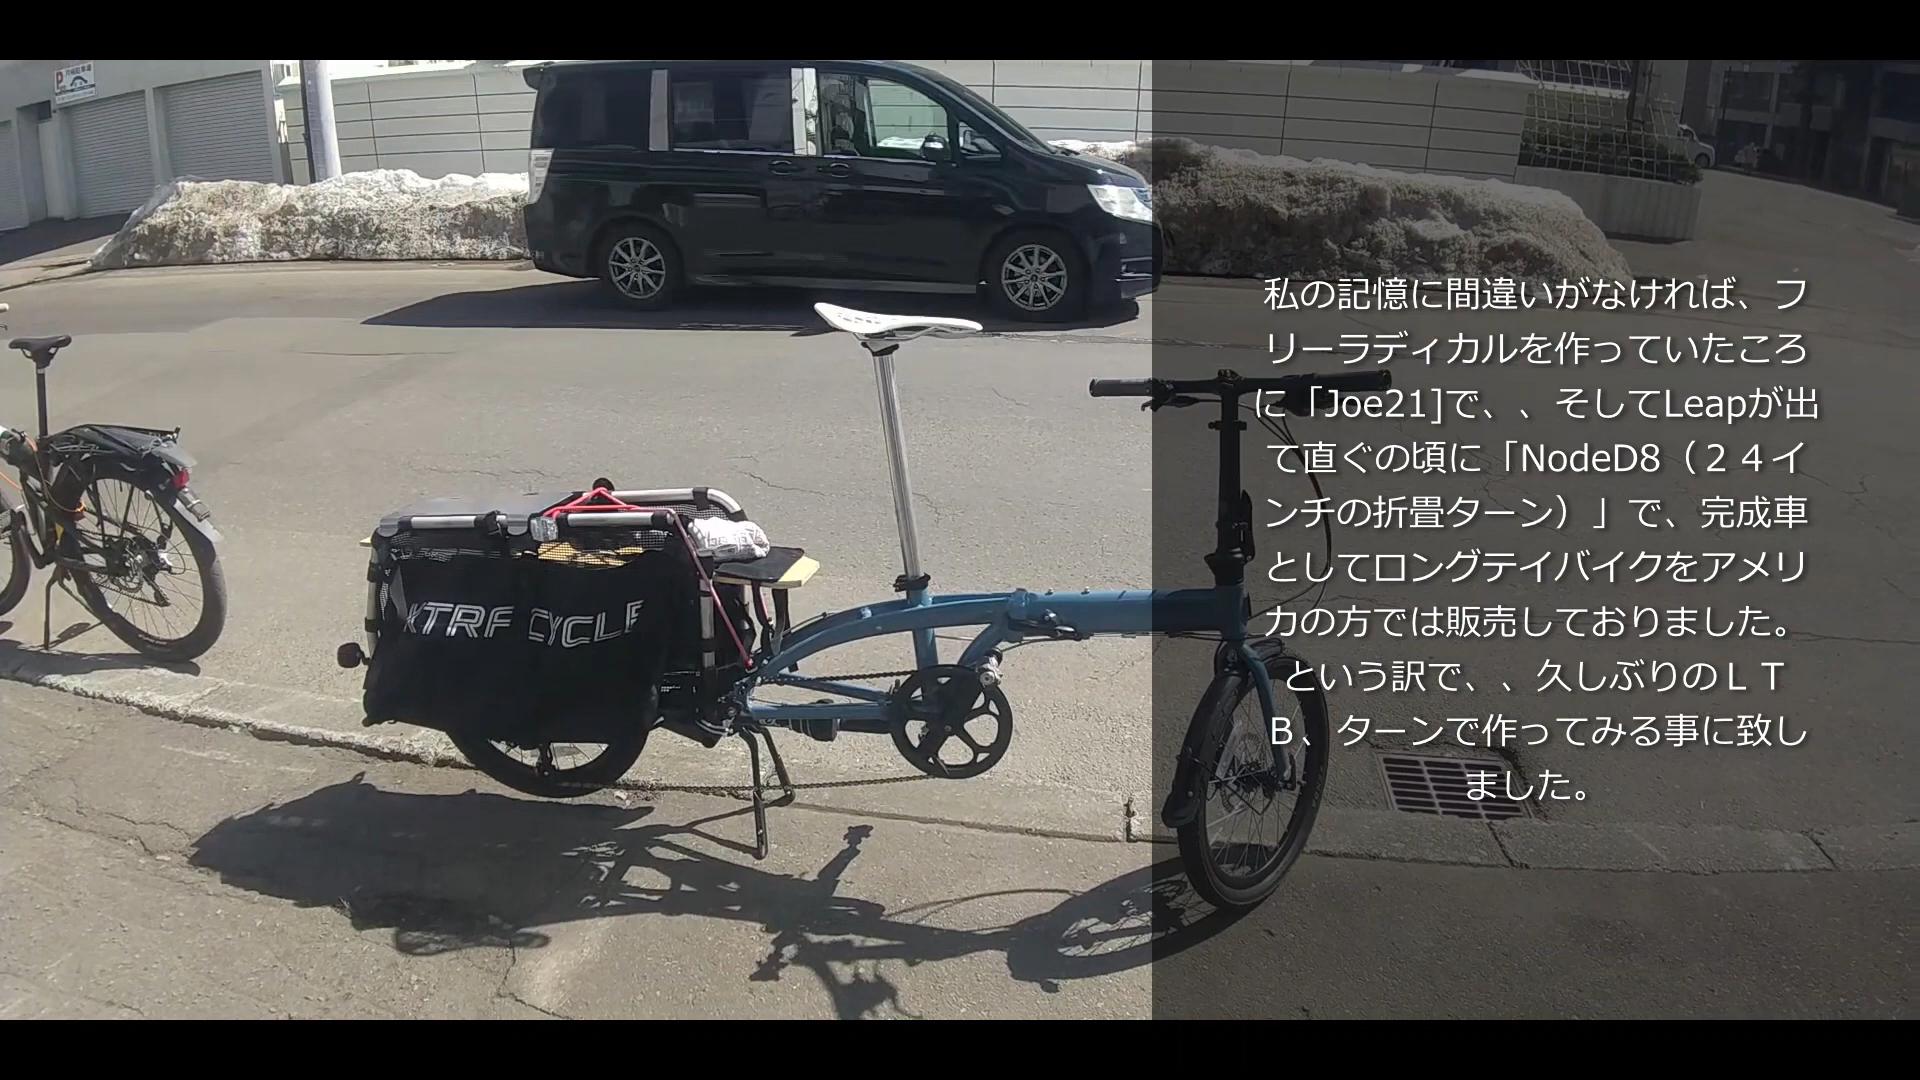 私の記憶に間違いがなければ、フ
リーラディカルを作っていたころ
に「Joe21]で、、そしてLeapが出
て直ぐの頃に「NodeD8（２４イ
ンチの折畳ターン）」で、完成車
としてロングテイバイクをアメリ
カの方では販売しておりました。
という訳で、、久しぶりのＬＴ
Ｂ、ターンで作ってみる事に致し
ました。
XTRACYCLE
P